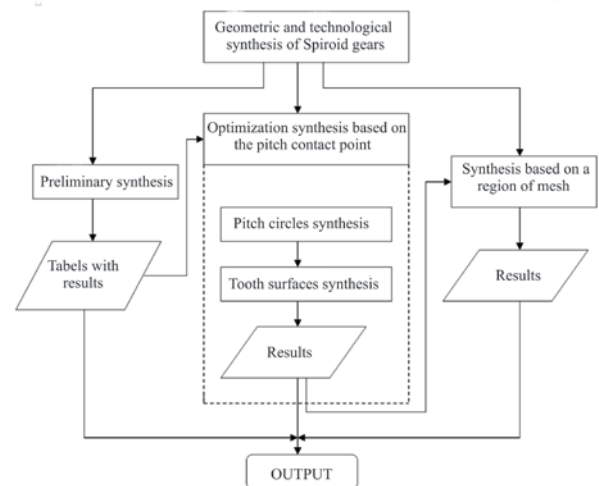 Geometric and technological
synthesis of Spiroid gears
Optimization synthesis based on
the pitch contact point
Preliminary synthesis
Synthesis based on a
region of mesh
Pitch circles synthesis
Tabels with
results
Tooth surfaces synthesis
Results
Results
OUTPUT